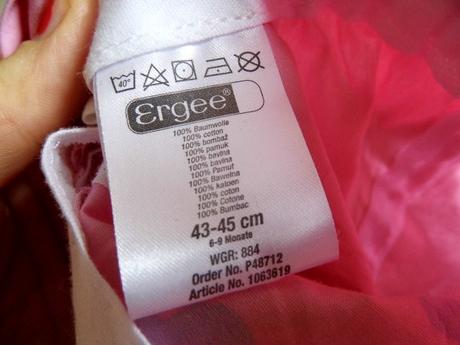 40°
Ergee®
100% Baumwolle
100% cotton
100% bombaž
100% pamuk
100% bavlna
100% bavlna
100% Pamut
100% Bawełna
100% katoen
100% coton
100% Cotone
100% Bumbac
43-45 cm
6-9 Monate
WGR: 884
Order No. P48712
Article No. 1063619